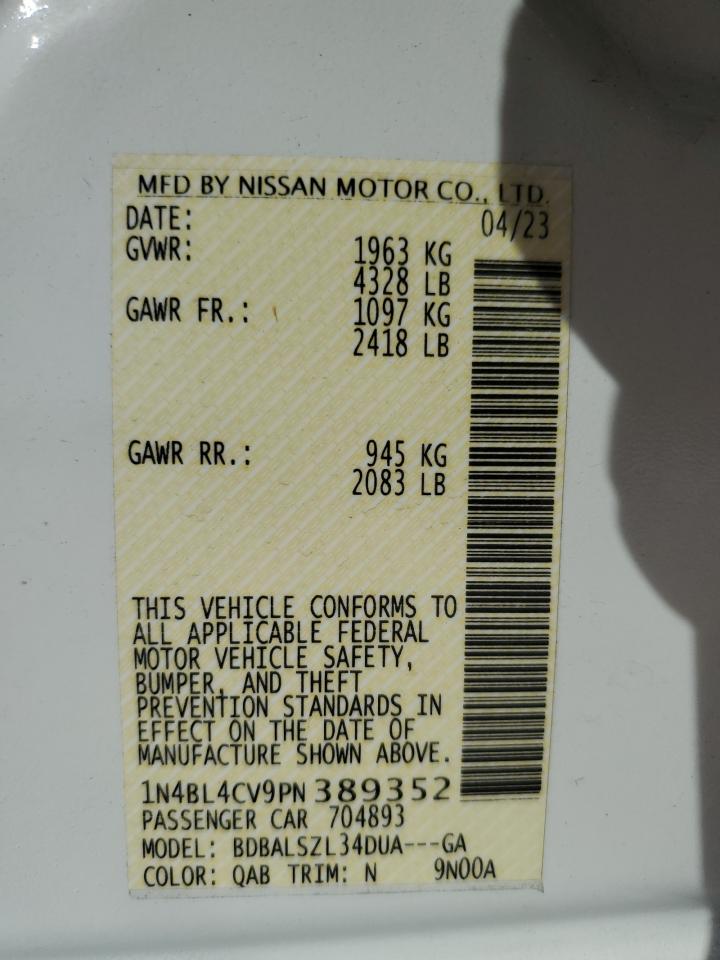 MFD BY NISSAN MOTOR CO., LTD.
DATE: 04/23
GVWR: 1963 KG
4328 LB
GAWR FR.: 1097 KG
2418 LB
GAWR RR.: 945 KG
2083 LB
THIS VEHICLE CONFORMS TO
ALL APPLICABLE FEDERAL
MOTOR VEHICLE SAFETY,
BUMPER, AND THEFT
PREVENTION STANDARDS IN
EFFECT ON THE DATE OF
MANUFACTURE SHOWN ABOVE.
1N4BL4CV9PN389352
PASSENGER CAR 704893
MODEL: BDBALSZL34DUA---GA
COLOR: QAB TRIM: N 9N00A